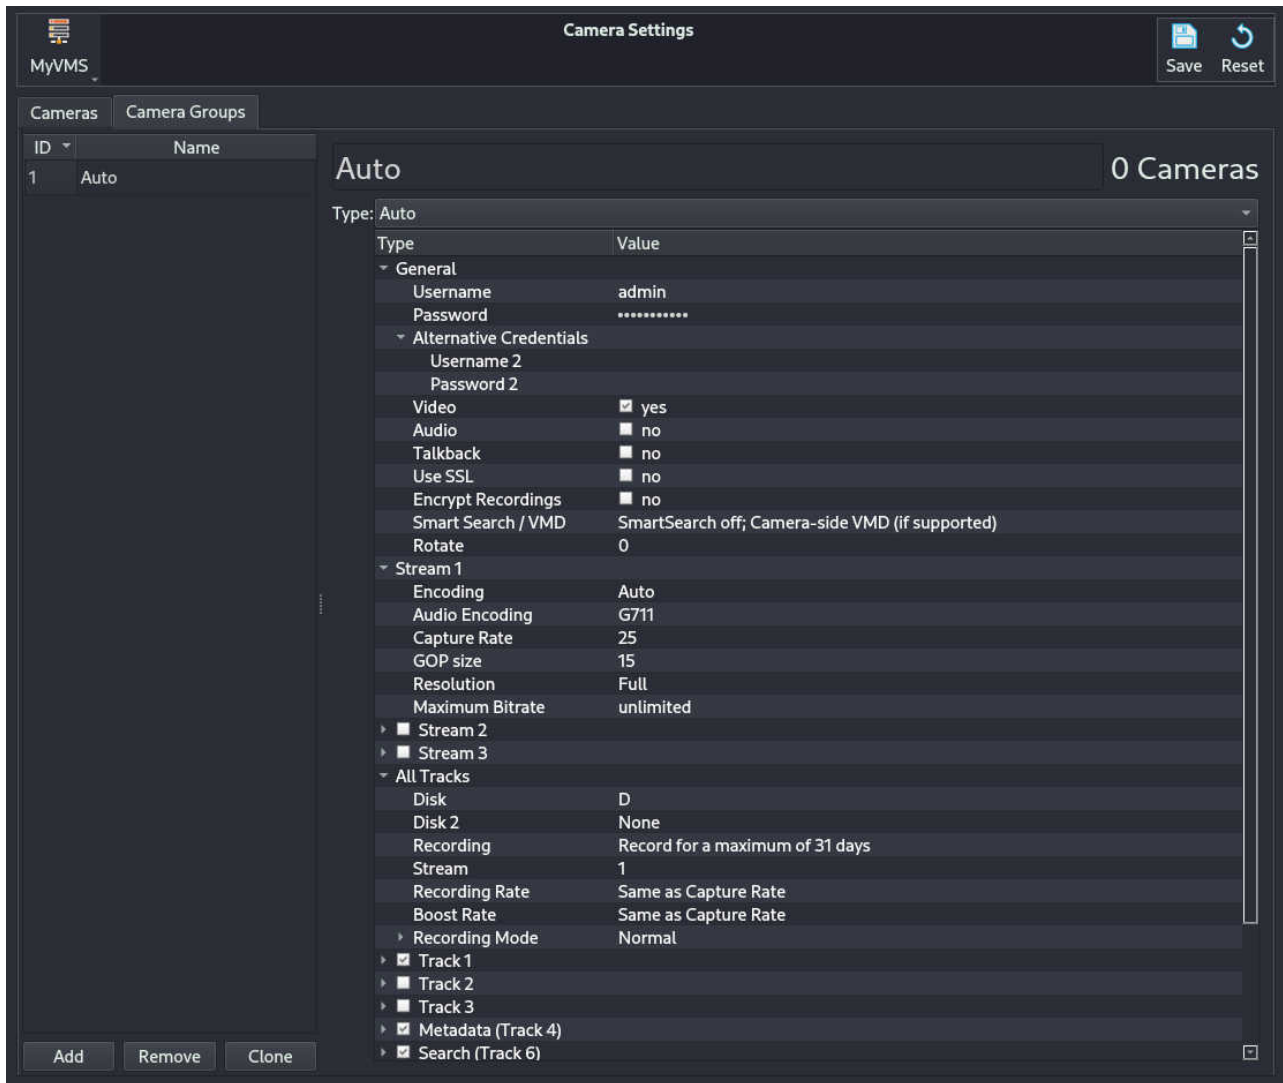 Camera Settings
MyVMS
Save Reset
Cameras Camera Groups
ID Name
1 Auto
Auto 0 Cameras
Type: Auto
Type Value
General
Username admin
Password •••••••••••
Alternative Credentials
Username 2
Password 2
Video yes
Audio no
Talkback no
Use SSL no
Encrypt Recordings no
Smart Search / VMD SmartSearch off; Camera-side VMD (if supported)
Rotate 0
Stream 1
Encoding Auto
Audio Encoding G711
Capture Rate 25
GOP size 15
Resolution Full
Maximum Bitrate unlimited
Stream 2
Stream 3
All Tracks
Disk D
Disk 2 None
Recording Record for a maximum of 31 days
Stream 1
Recording Rate Same as Capture Rate
Boost Rate Same as Capture Rate
Recording Mode Normal
Track 1
Track 2
Track 3
Metadata (Track 4)
Search (Track 6)
Add Remove Clone